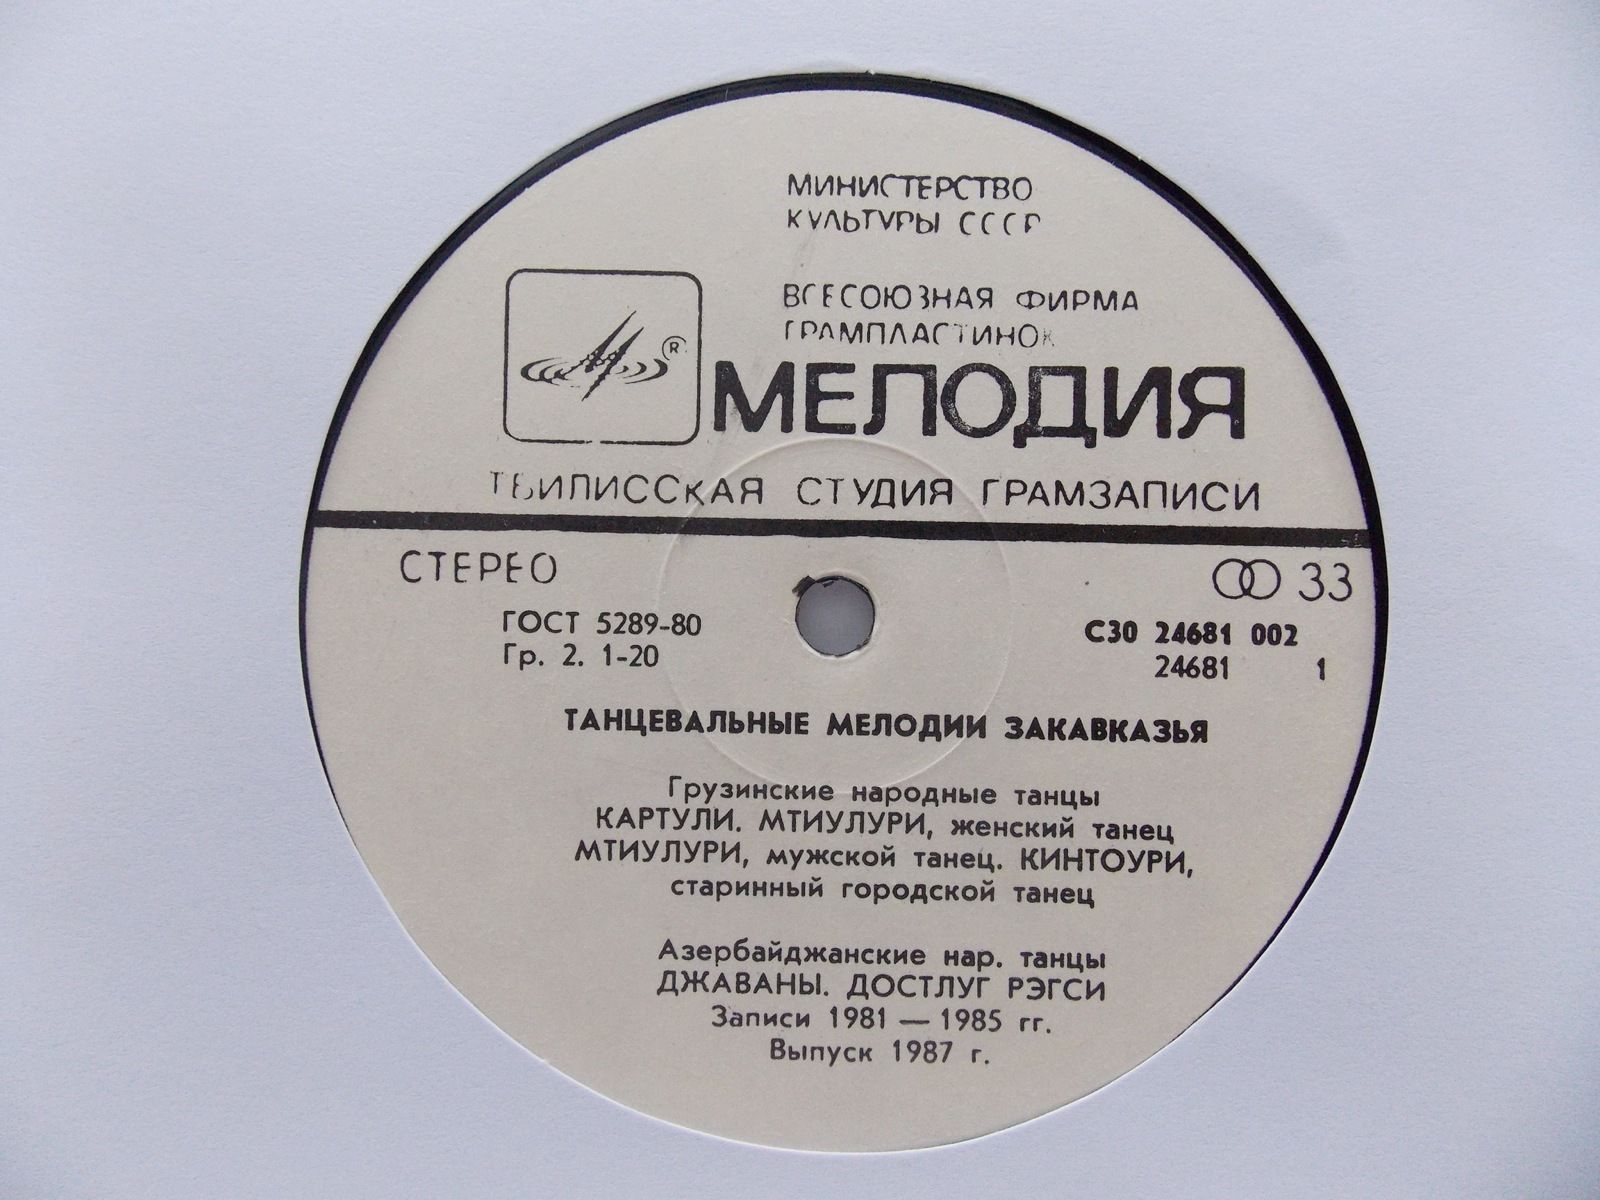 МИНИСТЕРСТВО
КУЛЬТУРЫ СССР
ВСЕСОЮЗНАЯ ФИРМА
ГРАМПЛАСТИНОК
®
МЕЛОДИЯ
ТБИЛИССКАЯ СТУДИЯ ГРАМЗАПИСИ
СТЕРЕО
33
ГОСТ 5289-80
С30 24681 002
Гр. 2. 1-20
24681 1
ТАНЦЕВАЛЬНЫЕ МЕЛОДИИ ЗАКАВКАЗЬЯ
Грузинские народные танцы
КАРТУЛИ. МТИУЛУРИ, женский танец
МТИУЛУРИ, мужской танец. КИНТОУРИ,
старинный городской танец
Азербайджанские нар. танцы
ДЖАВАНЫ. ДОСТЛУГ РЭГСИ
Записи 1981 — 1985 гг.
Выпуск 1987 г.